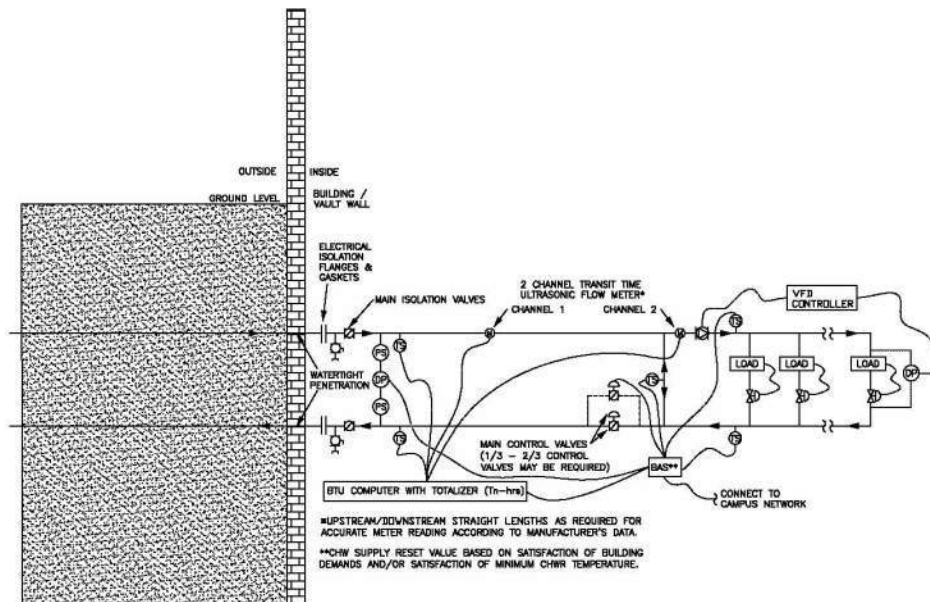 OUTSIDE
INSIDE
GROUND LEVEL
BUILDING /
VAULT WALL
ELECTRICAL
ISOLATION
FLANGES &
GASKETS
MAIN ISOLATION VALVES
2 CHANNEL TRANSIT TIME
ULTRASONIC FLOW METER*
CHANNEL 1
CHANNEL 2
VFD
CONTROLLER
TS
PS
TS
DP
PS
TS
WATERTIGHT
PENETRATION
TS
LOAD
LOAD
LOAD
DP
TS
MAIN CONTROL VALVES
(1/3 - 2/3 CONTROL
VALVES MAY BE REQUIRED)
BAS**
BTU COMPUTER WITH TOTALIZER (Tn-hrs)
CONNECT TO
CAMPUS NETWORK
*UPSTREAM/DOWNSTREAM STRAIGHT LENGTHS AS REQUIRED FOR
ACCURATE METER READING ACCORDING TO MANUFACTURER'S DATA.
**CHW SUPPLY RESET VALUE BASED ON SATISFACTION OF BUILDING
DEMANDS AND/OR SATISFACTION OF MINIMUM CHWR TEMPERATURE.